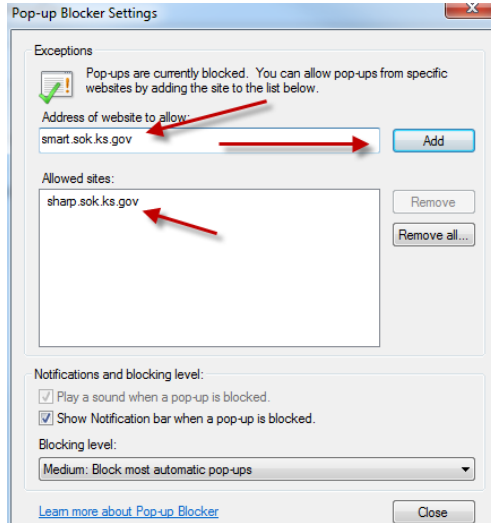 Pop-up Blocker Settings
X
Exceptions
Pop-ups are currently blocked. You can allow pop-ups from specific
websites by adding the site to the list below.
Address of website to allow:
smart.sok.ks.gov
Add
Allowed sites:
sharp.sok.ks.gov
Remove
Remove all...
Notifications and blocking level:
Play a sound when a pop-up is blocked.
Show Notification bar when a pop-up is blocked.
Blocking level:
Medium: Block most automatic pop-ups
Learn more about Pop-up Blocker
Close